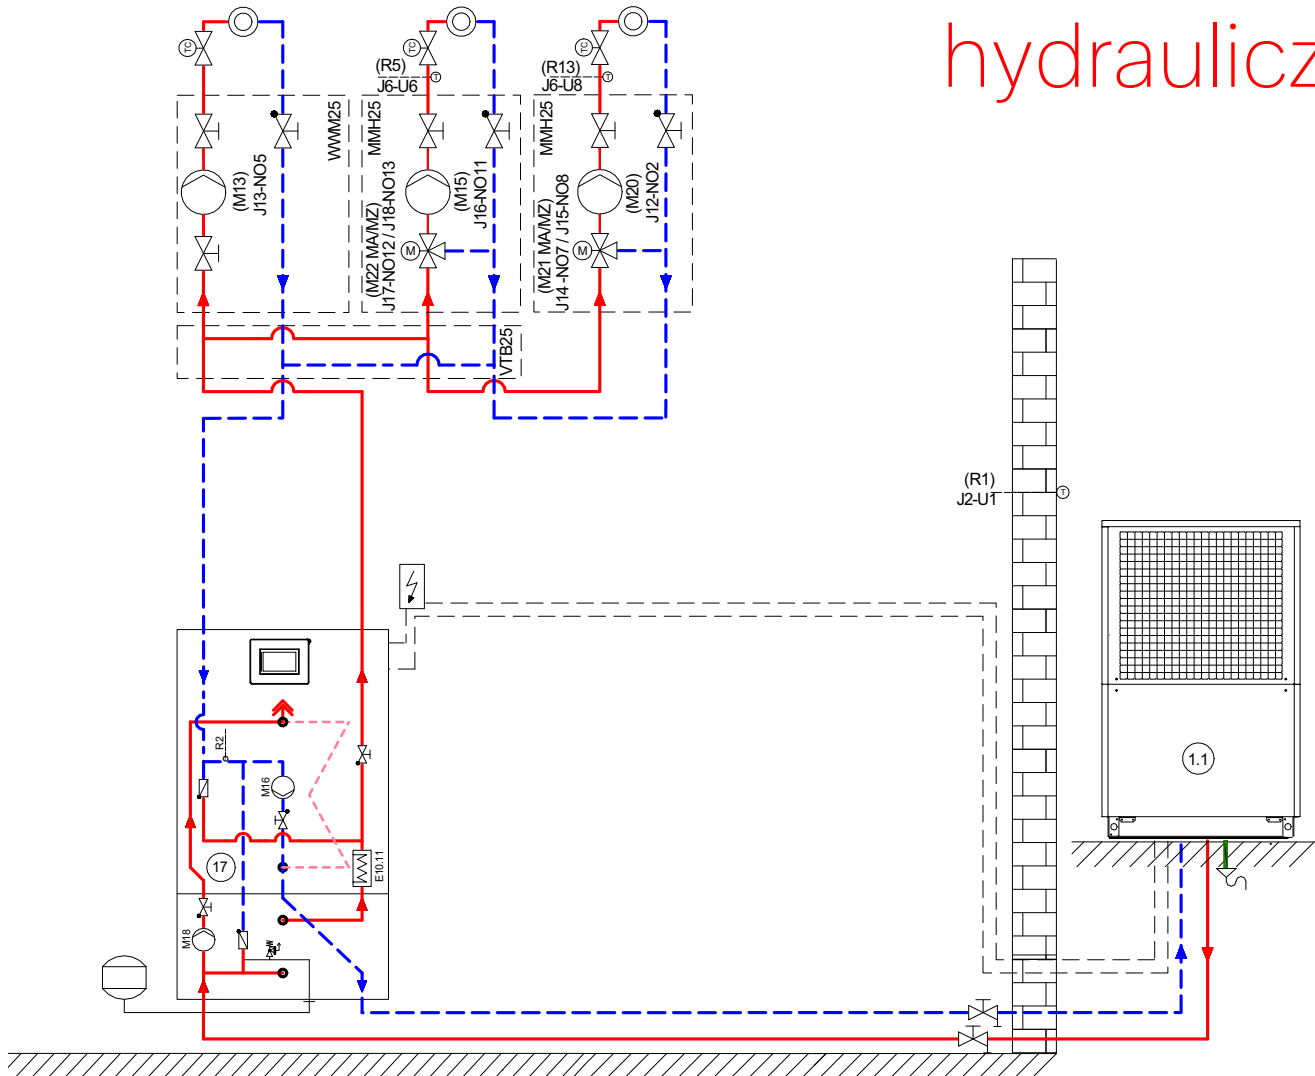 hydraulicz
TC
TC
TC
(R5)
J6-U6
T
(R13)
J6-U8
T
WWM25
(M13)
J13-NO5
MMH25
(M22 MA/MZ)
J17-NO12 / J18-NO13
(M15)
J16-NO11
M
MMH25
(M21 MA/MZ)
J14 -NO7 / J15-NO8
(M20)
J12-NO2
M
VTB25
(R1)
J2-U1
T
R2
M16
1.1
17
E10.11
M18